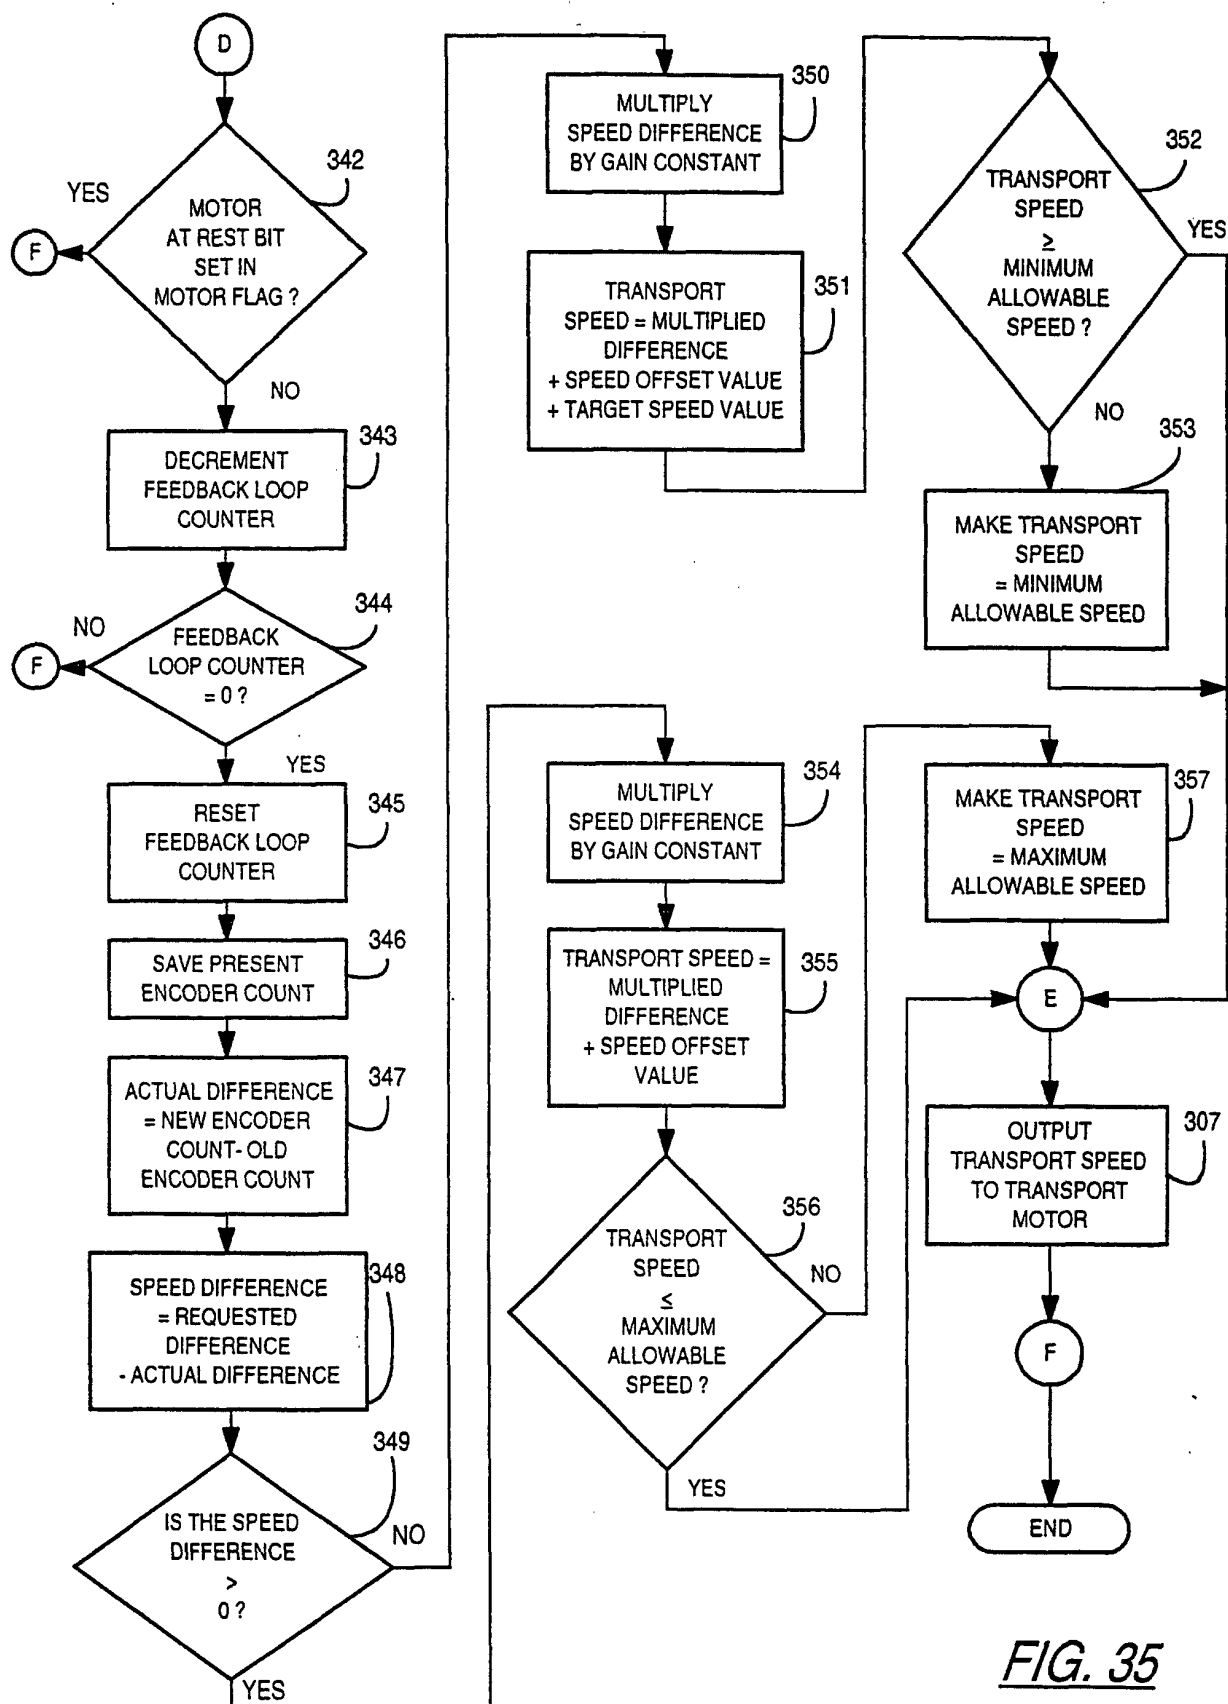 D
342
YES
MOTOR
AT REST BIT
SET IN
MOTOR FLAG ?
F
NO
343
DECREMENT
FEEDBACK LOOP
COUNTER
344
NO
FEEDBACK
LOOP COUNTER
= 0 ?
F
YES
345
RESET
FEEDBACK LOOP
COUNTER
346
SAVE PRESENT
ENCODER COUNT
347
ACTUAL DIFFERENCE
= NEW ENCODER
COUNT- OLD
ENCODER COUNT
348
SPEED DIFFERENCE
= REQUESTED
DIFFERENCE
- ACTUAL DIFFERENCE
349
IS THE SPEED
DIFFERENCE
>
0 ?
NO
YES
350
MULTIPLY
SPEED DIFFERENCE
BY GAIN CONSTANT
351
TRANSPORT
SPEED = MULTIPLIED
DIFFERENCE
+ SPEED OFFSET VALUE
+ TARGET SPEED VALUE
352
TRANSPORT
SPEED
≥
MINIMUM
ALLOWABLE
SPEED ?
YES
NO
353
MAKE TRANSPORT
SPEED
= MINIMUM
ALLOWABLE SPEED
354
MULTIPLY
SPEED DIFFERENCE
BY GAIN CONSTANT
355
TRANSPORT SPEED =
MULTIPLIED
DIFFERENCE
+ SPEED OFFSET
VALUE
356
TRANSPORT
SPEED
≤
MAXIMUM
ALLOWABLE
SPEED ?
NO
YES
357
MAKE TRANSPORT
SPEED
= MAXIMUM
ALLOWABLE SPEED
E
307
OUTPUT
TRANSPORT SPEED
TO TRANSPORT
MOTOR
F
END
FIG. 35